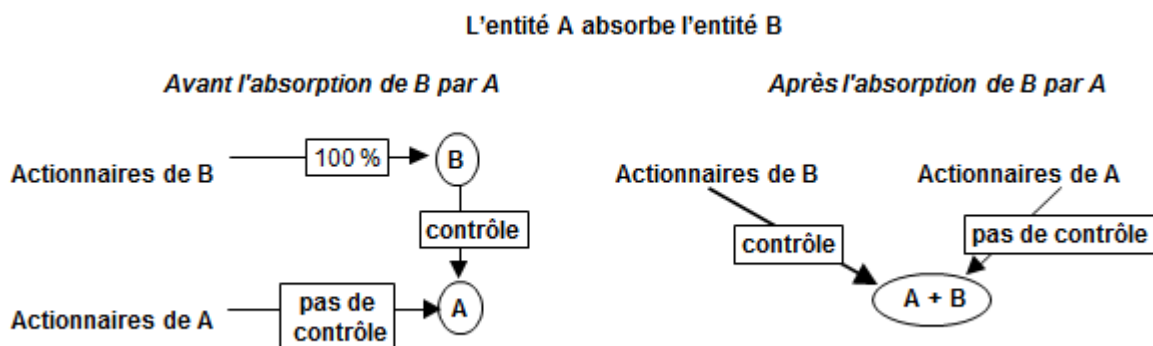 L'entité A absorbe l'entité B
Avant l'absorption de B par A
Après l'absorption de B par A
Actionnaires de B
100 %
B
contrôle
Actionnaires de A
pas de
contrôle
A
Actionnaires de B
Actionnaires de A
contrôle
pas de contrôle
A + B